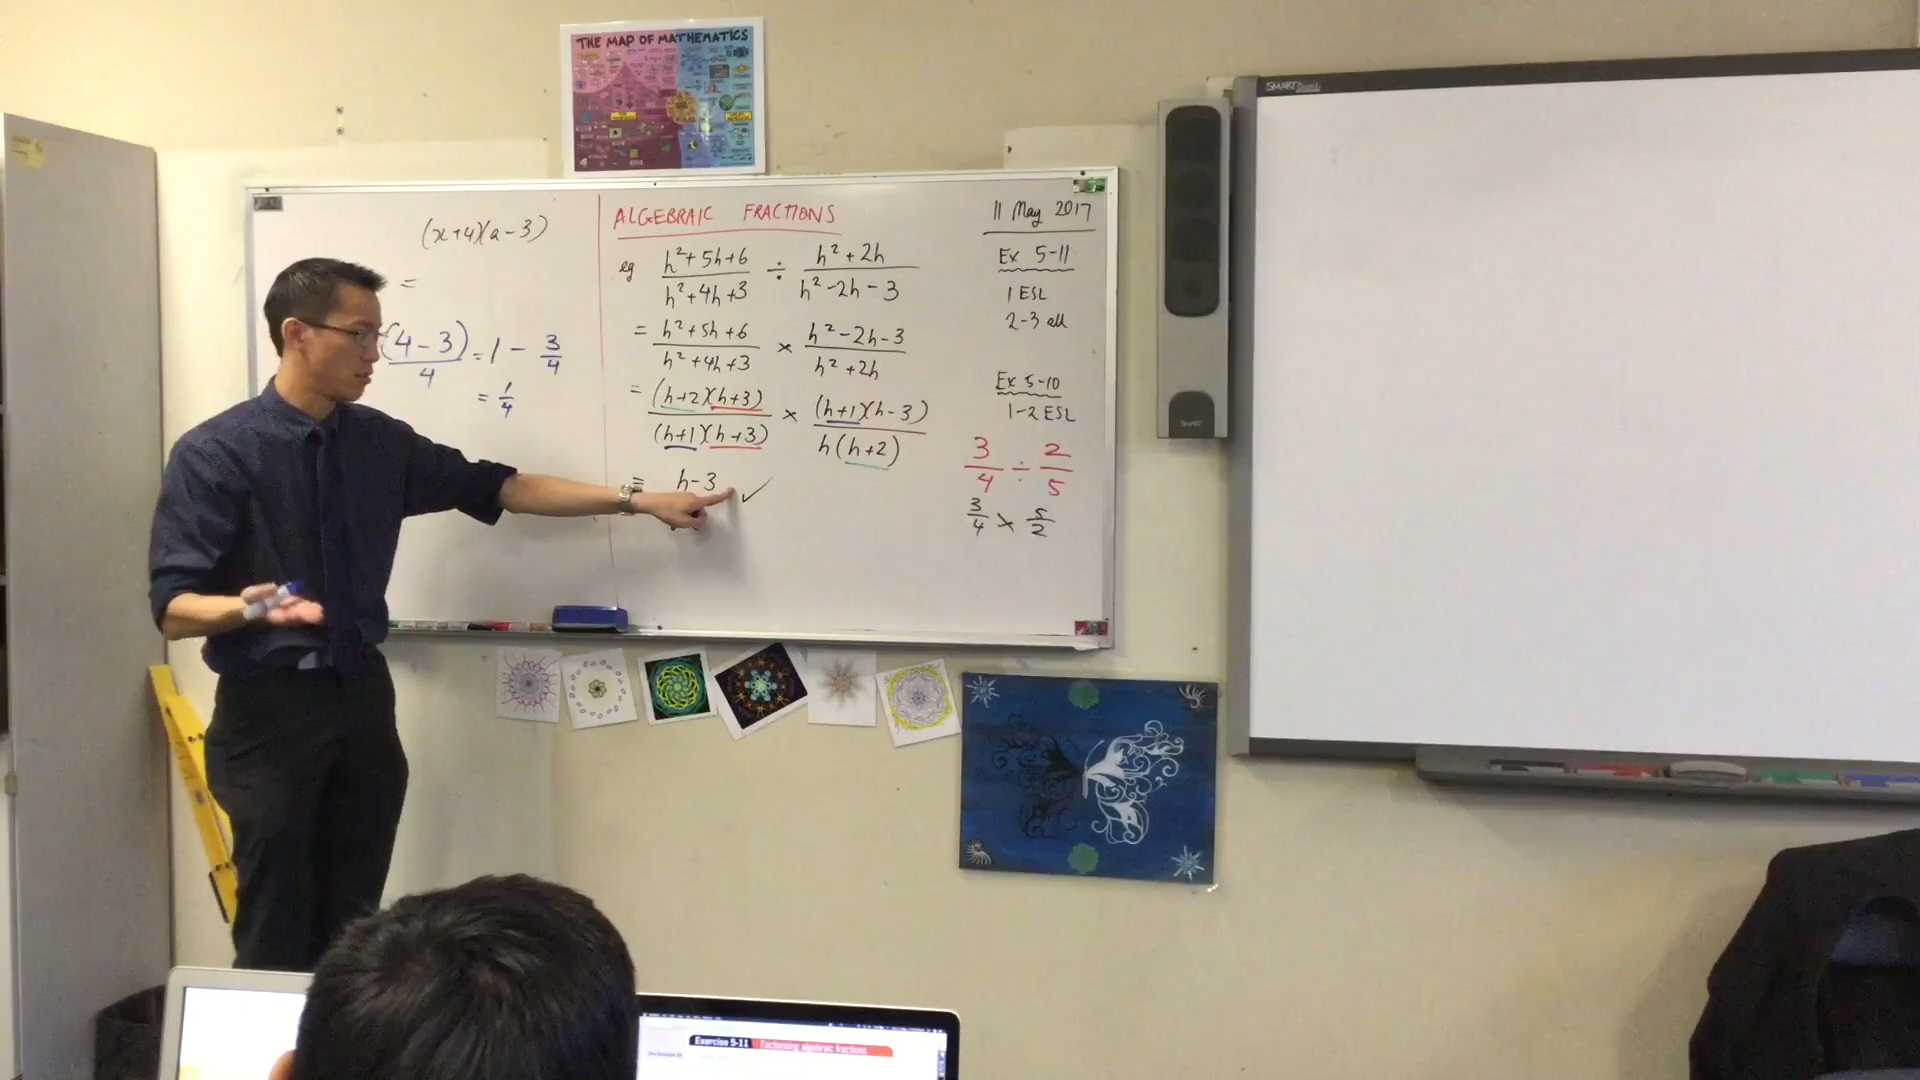 THE MAP OF MATHEMATICS
SMART Board
(x+4)(a-3)
=
(4-3)/4 = 1 - 3/4
= 1/4
ALGEBRAIC FRACTIONS
eg (h²+5h+6)/(h²+4h+3) ÷ (h²+2h)/(h²-2h-3)
= (h²+5h+6)/(h²+4h+3) × (h²-2h-3)/(h²+2h)
= (h+2)(h+3)/(h+1)(h+3) × (h+1)(h-3)/h(h+2)
≡ h-3 ✓
11 May 2017
Ex 5-11
1 ESL
2-3 all
Ex 5-10
1-2 ESL
3/4 ÷ 2/5
3/4 × 5/2
SMART
Exercise 5-11 Factorising algebraic fractions